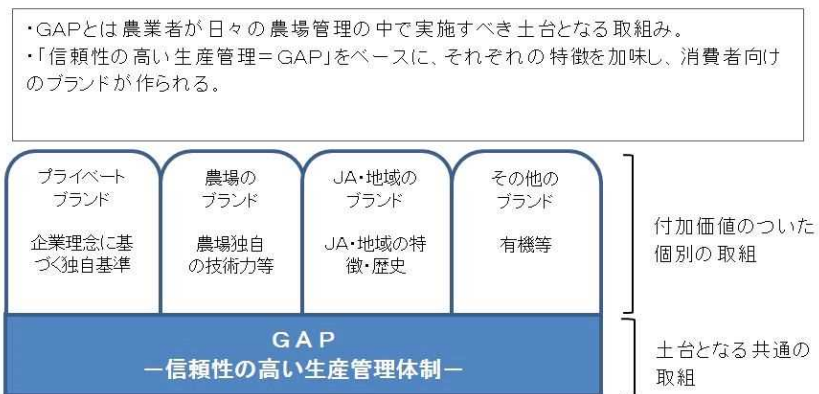 ・GAPとは農業者が日々の農場管理の中で実施すべき土台となる取組み。
・「信頼性の高い生産管理＝GAP」をベースに、それぞれの特徴を加味し、消費者向け
のブランドが作られる。
プライベート
ブランド
企業理念に基
づく独自基準
農場の
ブランド
農場独自
の技術力等
JA・地域の
ブランド
JA・地域の特
徴・歴史
その他の
ブランド
有機等
付加価値のついた
個別の取組
GAP
－信頼性の高い生産管理体制－
土台となる共通の
取組